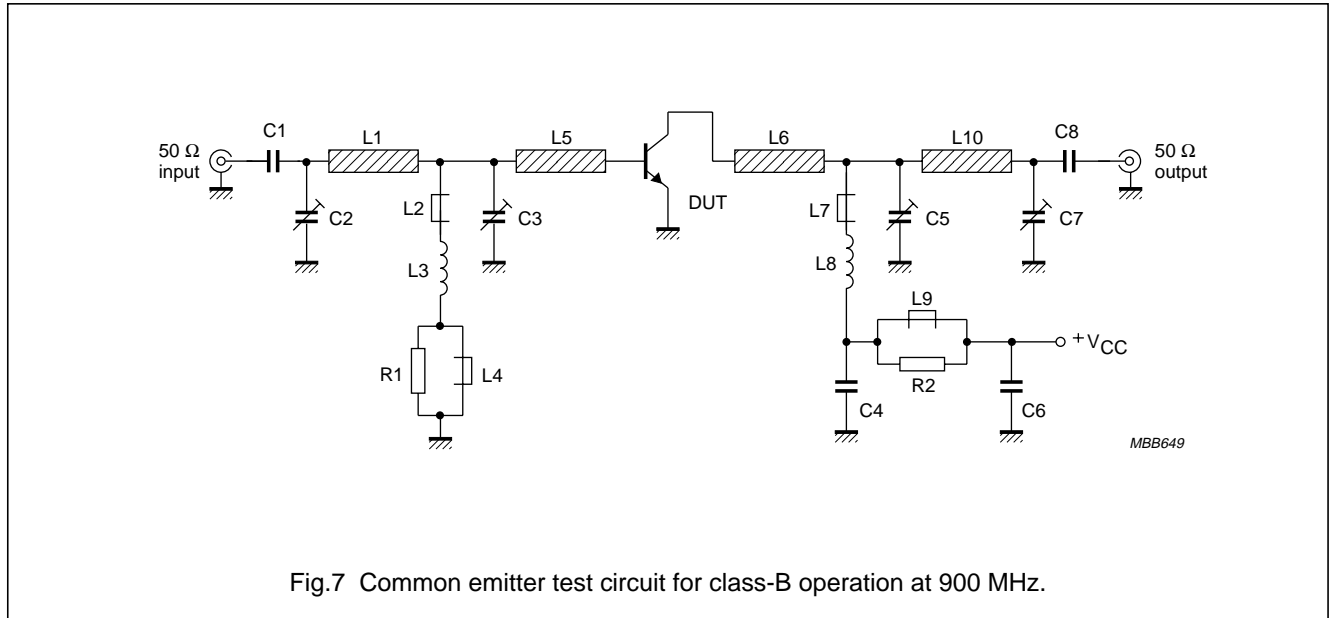 C1
L1
L5
L6
L10
C8
50 Ω
input
50 Ω
output
C2
L2
C3
DUT
L7
C5
C7
L3
L8
L9
+VCC
R1
L4
R2
C4
C6
MBB649
Fig.7 Common emitter test circuit for class-B operation at 900 MHz.